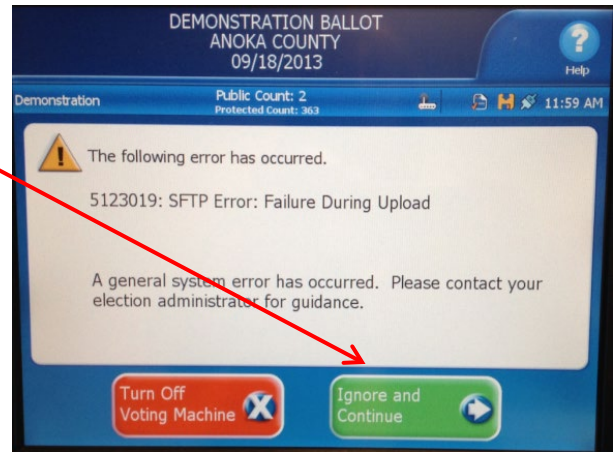 DEMONSTRATION BALLOT
ANOKA COUNTY
09/18/2013
Help
Demonstration
Public Count: 2
Protected Count: 363
11:59 AM
The following error has occurred.
5123019: SFTP Error: Failure During Upload
A general system error has occurred. Please contact your
election administrator for guidance.
Turn Off
Voting Machine
Ignore and
Continue